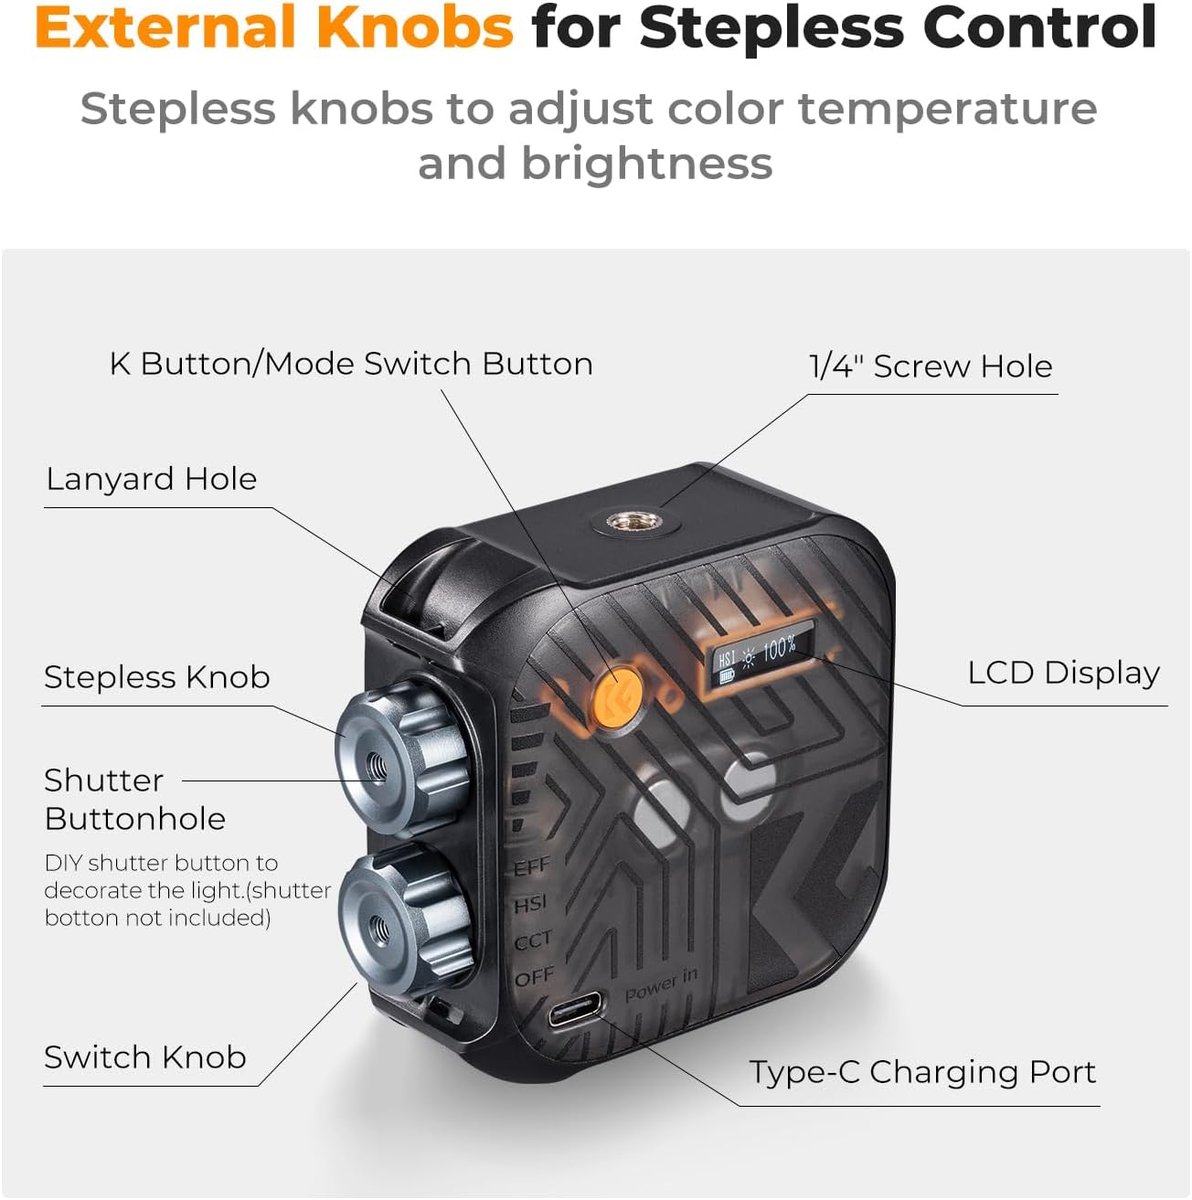 External Knobs for Stepless Control
Stepless knobs to adjust color temperature
and brightness
K Button/Mode Switch Button
1/4" Screw Hole
Lanyard Hole
Stepless Knob
LCD Display
HSI 100%
Shutter
Buttonhole
DIY shutter button to
decorate the light.(shutter
botton not included)
EFF
HSI
CCT
OFF
Power in
Switch Knob
Type-C Charging Port